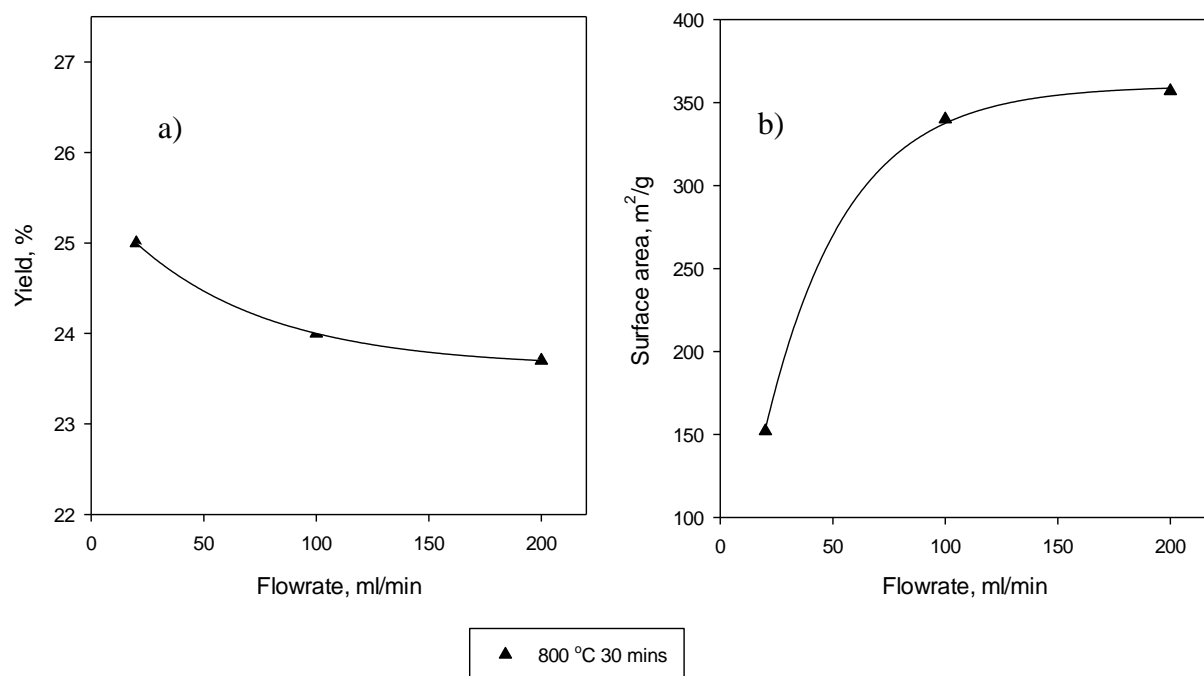 a)
Yield, %
27
26
25
24
23
22
0 50 100 150 200
Flowrate, ml/min
b)
Surface area, m²/g
400
350
300
250
200
150
100
0 50 100 150 200
Flowrate, ml/min
800 °C 30 mins